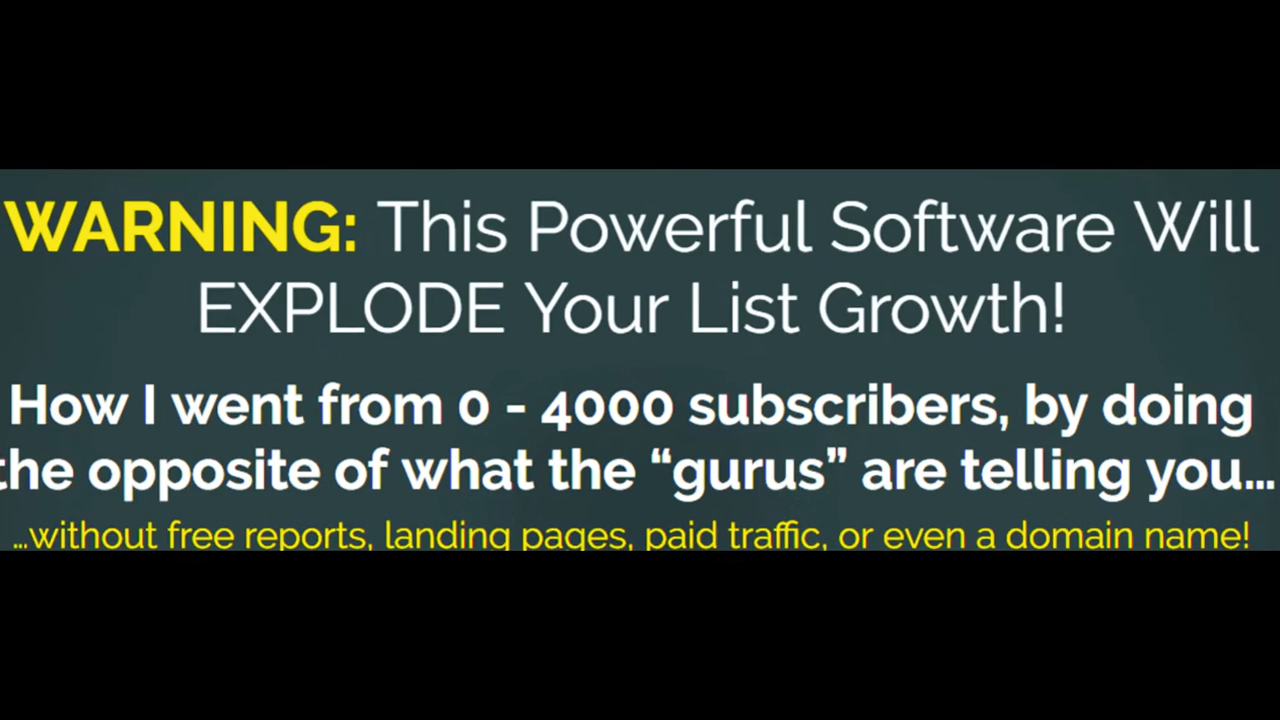 WARNING: This Powerful Software Will
EXPLODE Your List Growth!
How I went from 0 - 4000 subscribers, by doing
the opposite of what the “gurus” are telling you...
...without free reports, landing pages, paid traffic, or even a domain name!